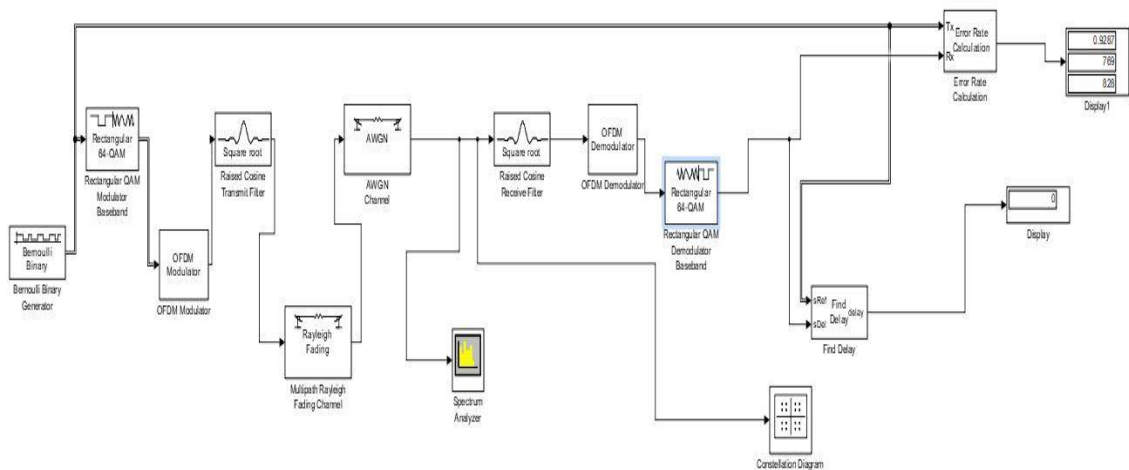 Tx
Rx
Error Rate
Calculation
Error Rate
Calculation
0.9287
769
828
Display1
Rectangular
64-QAM
Rectangular QAM
Modulator
Baseband
Square root
Raised Cosine
Transmit Filter
AWGN
AWGN
Channel
Square root
Raised Cosine
Receive Filter
OFDM
Demodulator
OFDM Demodulator
Rectangular
64-QAM
Rectangular QAM
Demodulator
Baseband
0
Display
Bernoulli
Binary
Bernoulli Binary
Generator
OFDM
Modulator
OFDM Modulator
Rayleigh
Fading
Multipath Rayleigh
Fading Channel
Spectrum
Analyzer
sRef
sDel
Find
Delay
delay
Find Delay
Constellation Diagram